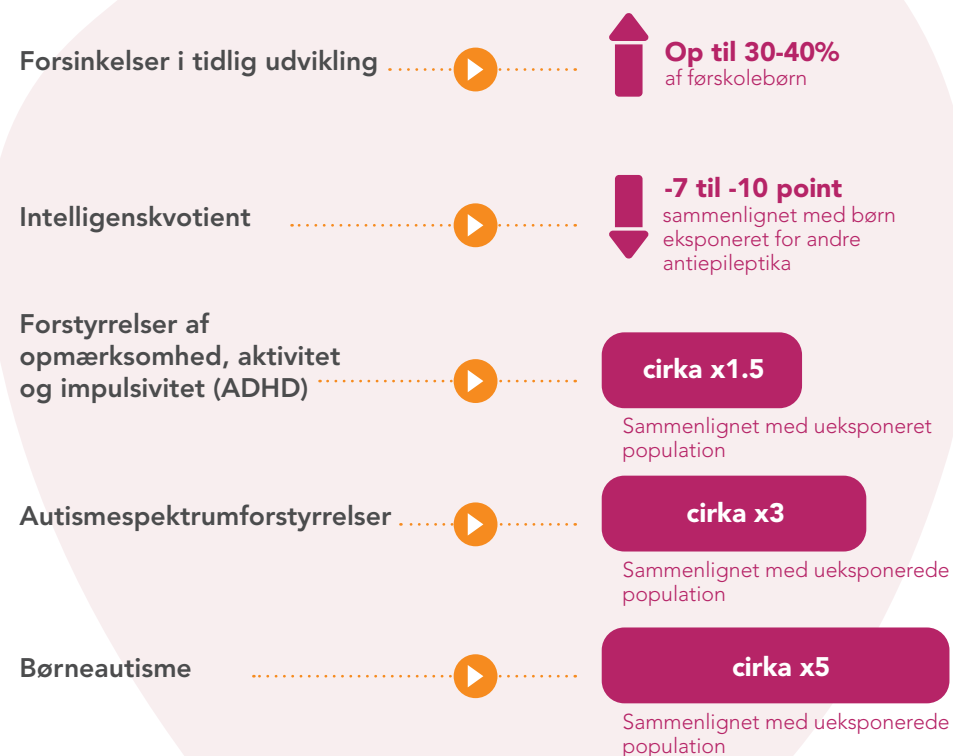 Forsinkelser i tidlig udvikling
Op til 30-40%
af førskolebørn
Intelligenskvotient
-7 til -10 point
sammenlignet med børn
eksponeret for andre
antiepileptika
Forstyrrelser af
opmærksomhed, aktivitet
og impulsivitet (ADHD)
cirka x1.5
Sammenlignet med ueksponeret
population
Autismespektrumforstyrrelser
cirka x3
Sammenlignet med ueksponerede
population
Børneautisme
cirka x5
Sammenlignet med ueksponerede
population